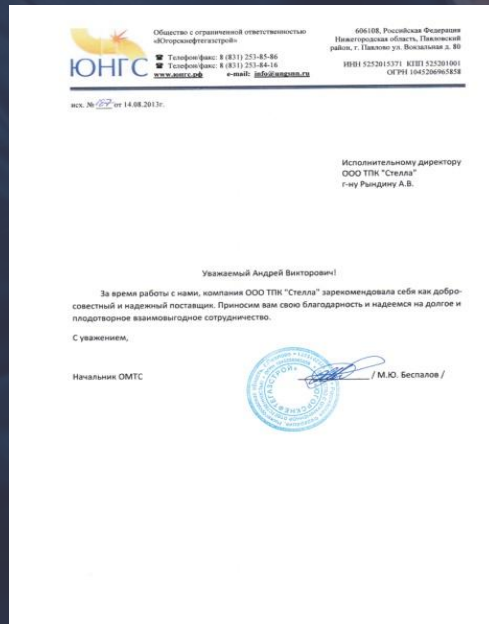 ЮНГС
Общество с ограниченной ответственностью
«Югорскнефтегазстрой»
Телефон/факс: 8 (831) 253-85-86
Телефон/факс: 8 (831) 253-84-16
www.юнгс.рф e-mail: info@ungsnn.ru
606108, Российская Федерация
Нижегородская область, Павловский
район, г. Павлово ул. Вокзальная д. 80
ИНН 5252015371 КПП 525201001
ОГРН 1045206965858
исх. № от 14.08.2013г.
Исполнительному директору
ООО ТПК "Стелла"
г-ну Рындину А.В.
Уважаемый Андрей Викторович!
За время работы с нами, компания ООО ТПК "Стелла" зарекомендовала себя как добро-
совестный и надежный поставщик. Приносим вам свою благодарность и надеемся на долгое и
плодотворное взаимовыгодное сотрудничество.
С уважением,
Начальник ОМТС
/ М.Ю. Беспалов /